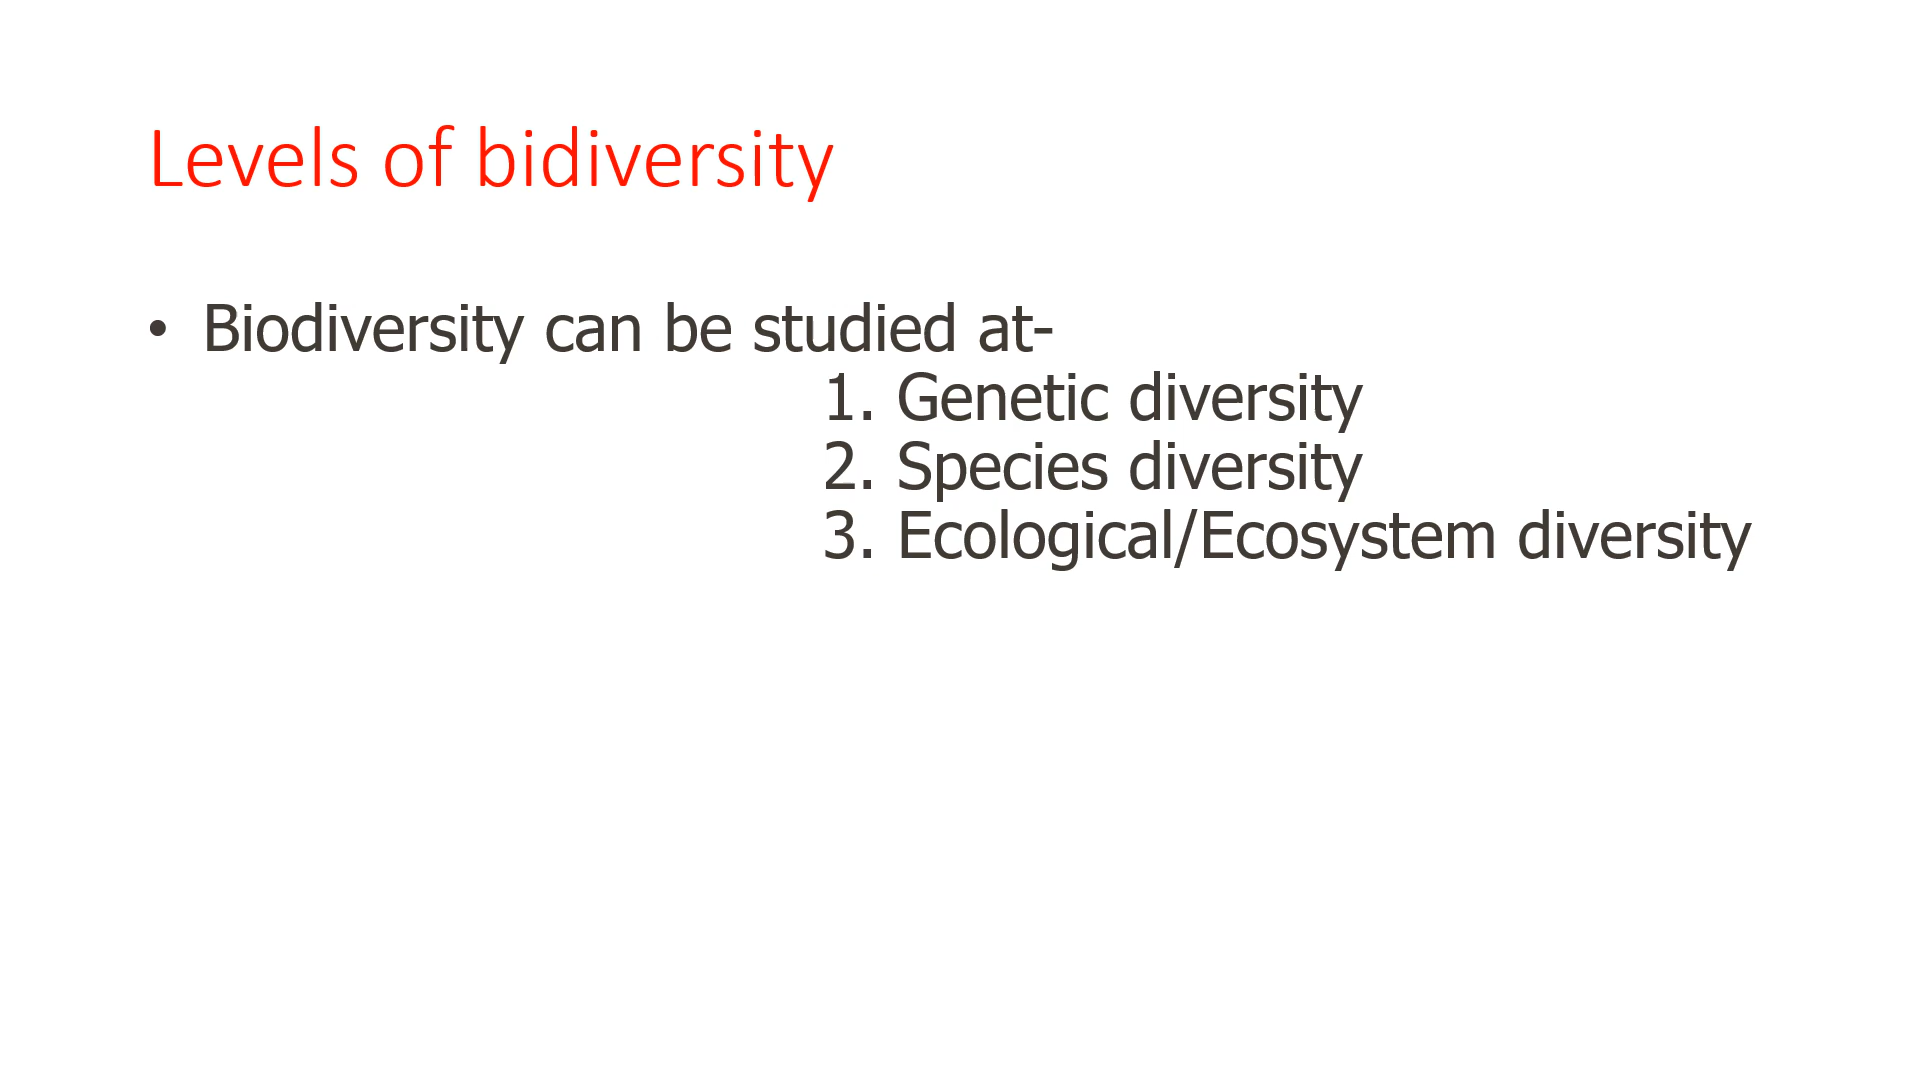 Levels of bidiversity
• Biodiversity can be studied at-
1. Genetic diversity
2. Species diversity
3. Ecological/Ecosystem diversity